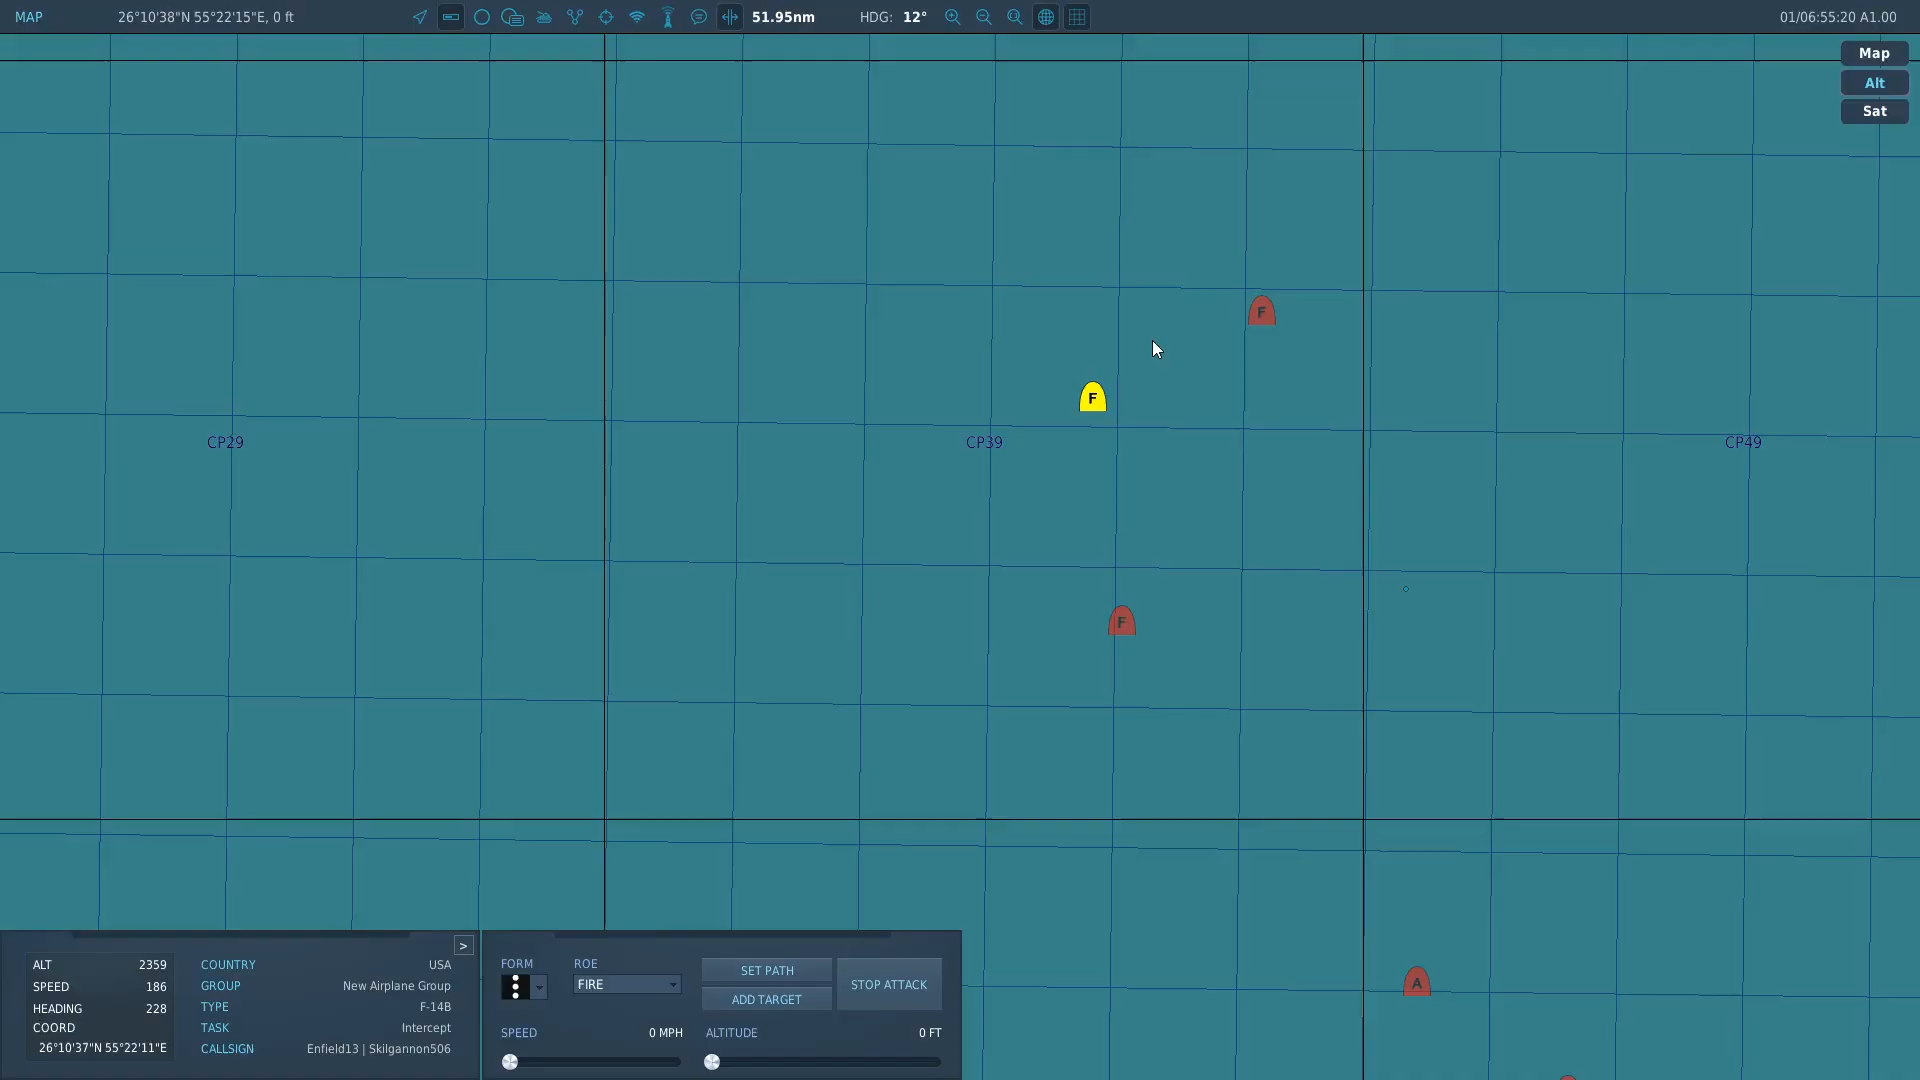 MAP 26°10'38"N 55°22'15"E, 0 ft 51.95nm HDG: 12° 01/06:55:20 A1.00
Map
Alt
Sat
F
F
CP29 CP39 CP49
F
A
>
ALT 2359
SPEED 186
HEADING 228
COORD
26°10'37"N 55°22'11"E
COUNTRY USA
GROUP New Airplane Group
TYPE F-14B
TASK Intercept
CALLSIGN Enfield13 | Skilgannon506
FORM ROE
FIRE
SET PATH
ADD TARGET
STOP ATTACK
SPEED 0 MPH ALTITUDE 0 FT